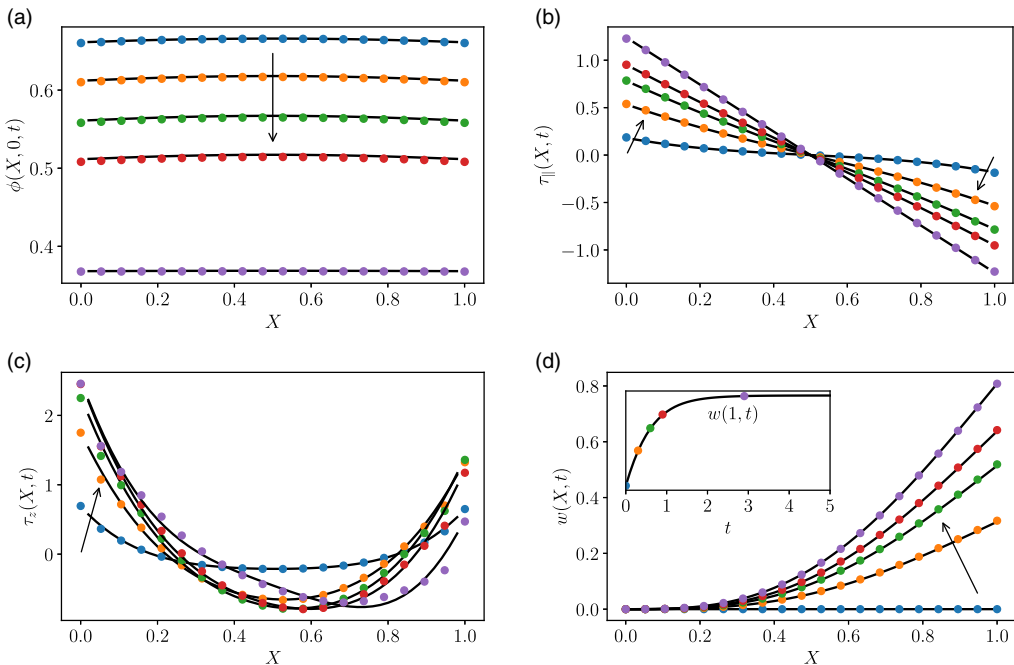 (a)
0.6
0.5
0.4
ϕ(X, 0, t)
0.0 0.2 0.4 0.6 0.8 1.0
X
(b)
1.0
0.5
0.0
−0.5
−1.0
τ∥(X, t)
0.0 0.2 0.4 0.6 0.8 1.0
X
(c)
2
1
0
τz(X, t)
0.0 0.2 0.4 0.6 0.8 1.0
X
(d)
0.8
0.6
0.4
0.2
0.0
w(X, t)
w(1, t)
0 1 2 3 4 5
t
0.0 0.2 0.4 0.6 0.8 1.0
X